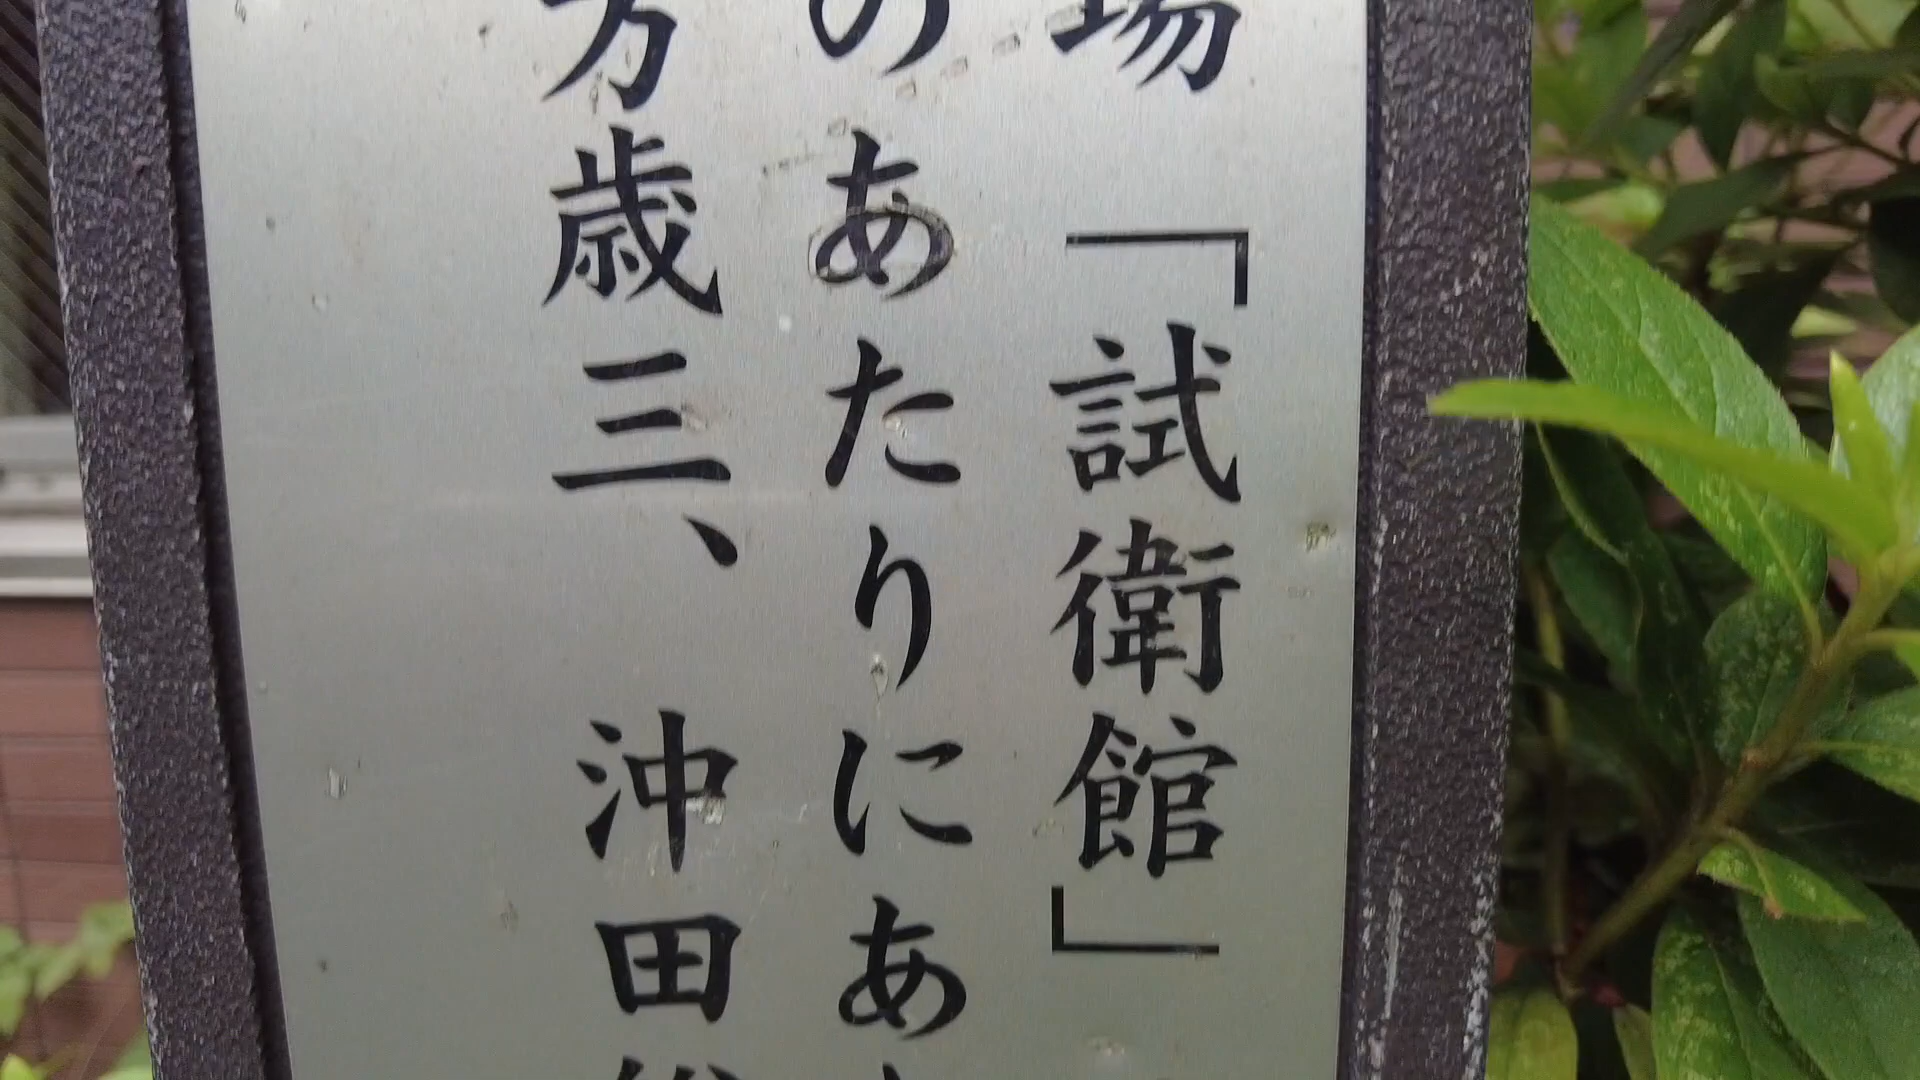 場「試衛館」
のあたりにあ
方歳三、沖田